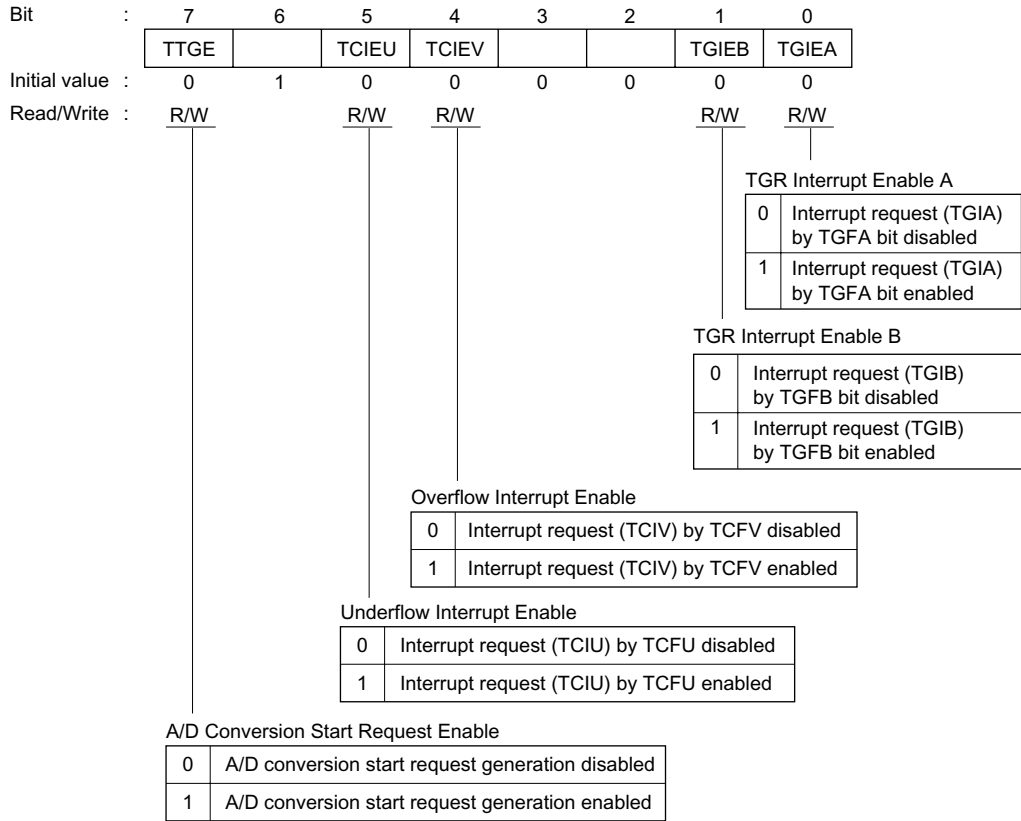 Bit : 7 6 5 4 3 2 1 0
TTGE TCIEU TCIEV TGIEB TGIEA
Initial value : 0 1 0 0 0 0 0 0
Read/Write : R/W R/W R/W R/W R/W
TGR Interrupt Enable A
0 Interrupt request (TGIA)
by TGFA bit disabled
1 Interrupt request (TGIA)
by TGFA bit enabled
TGR Interrupt Enable B
0 Interrupt request (TGIB)
by TGFB bit disabled
1 Interrupt request (TGIB)
by TGFB bit enabled
Overflow Interrupt Enable
0 Interrupt request (TCIV) by TCFV disabled
1 Interrupt request (TCIV) by TCFV enabled
Underflow Interrupt Enable
0 Interrupt request (TCIU) by TCFU disabled
1 Interrupt request (TCIU) by TCFU enabled
A/D Conversion Start Request Enable
0 A/D conversion start request generation disabled
1 A/D conversion start request generation enabled